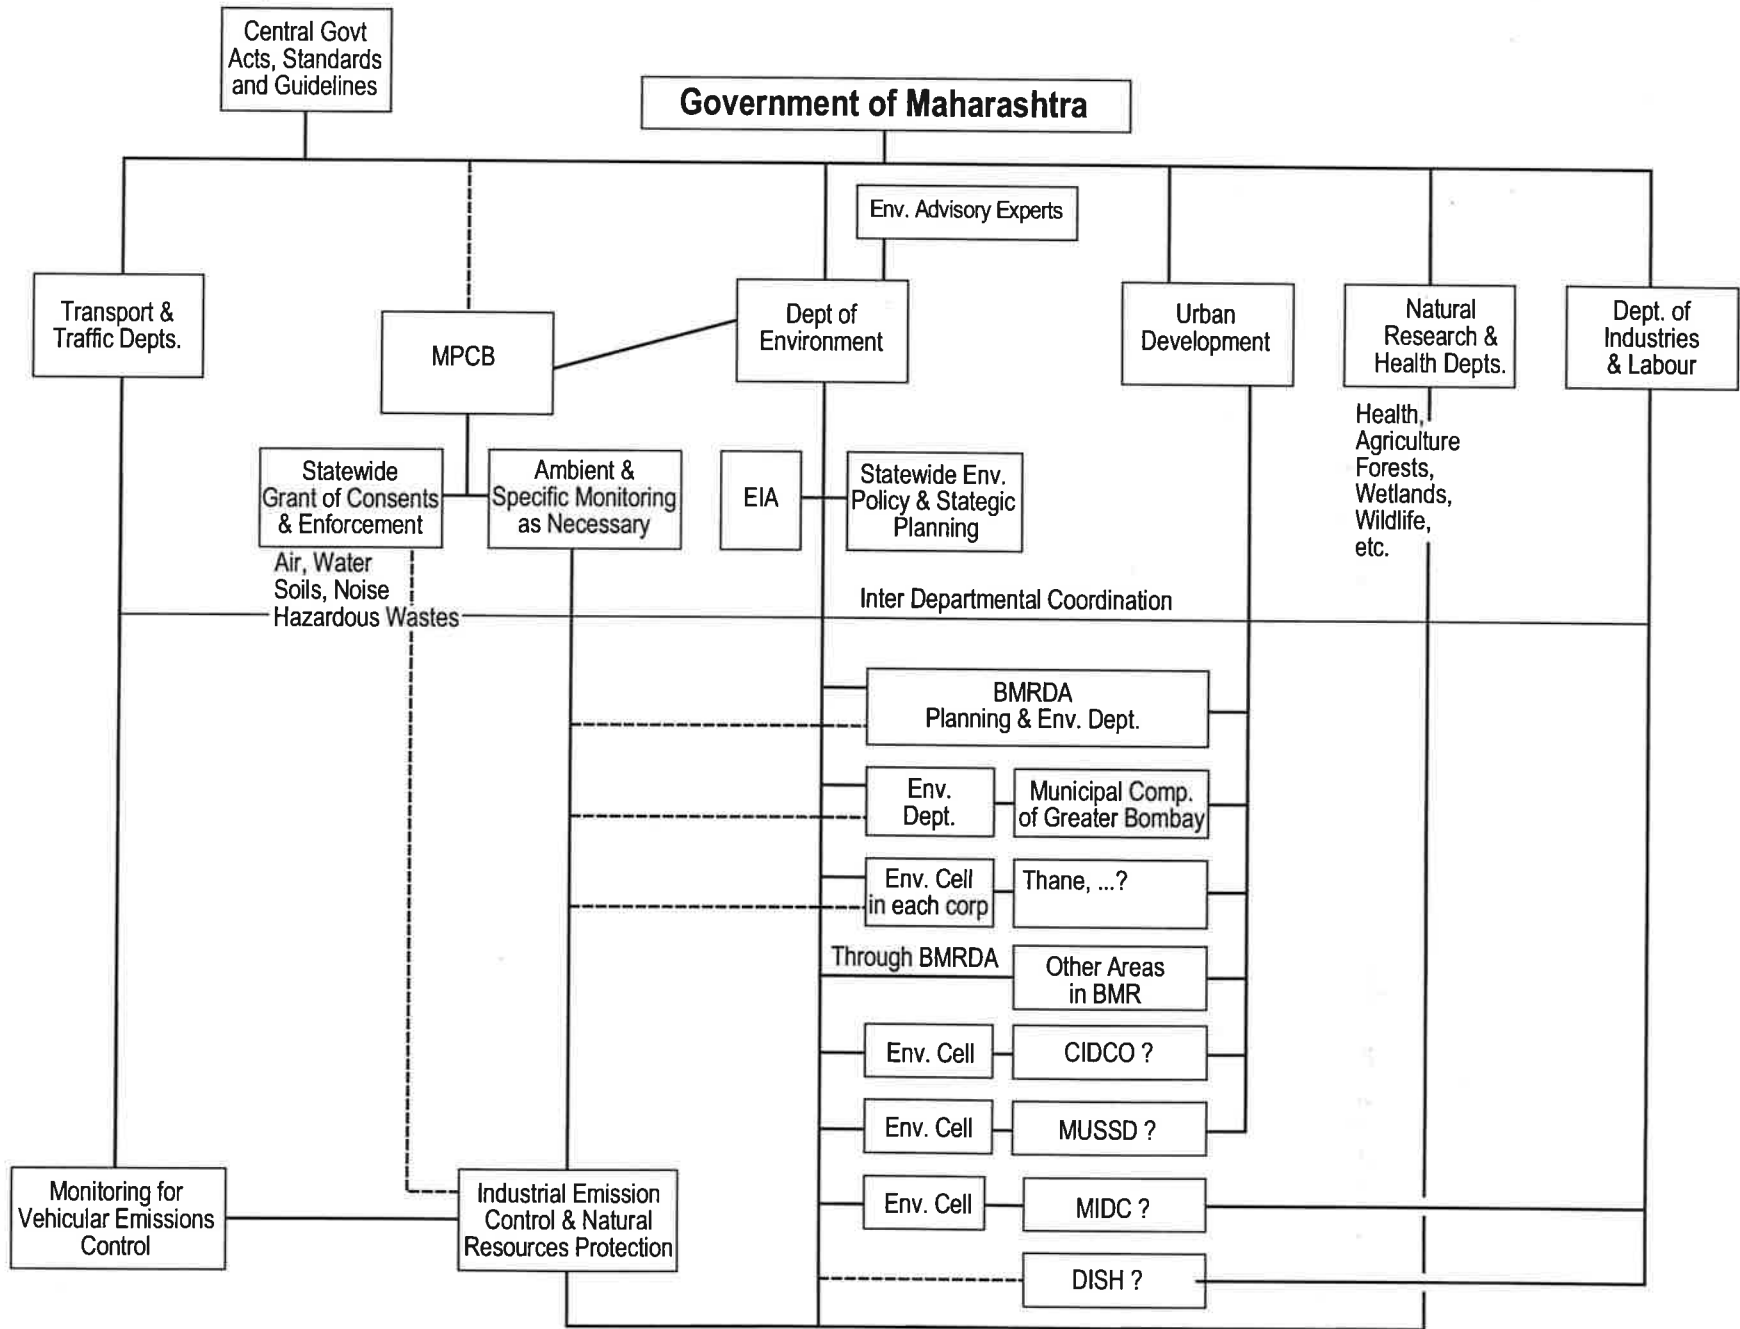 Central Govt
Acts, Standards
and Guidelines
Government of Maharashtra
Env. Advisory Experts
Transport &
Traffic Depts.
MPCB
Dept of
Environment
Urban
Development
Natural
Research &
Health Depts.
Dept. of
Industries
& Labour
Health,
Agriculture
Forests,
Wetlands,
Wildlife,
etc.
Statewide
Grant of Consents
& Enforcement
Ambient &
Specific Monitoring
as Necessary
EIA
Statewide Env.
Policy & Stategic
Planning
Air, Water
Soils, Noise
Hazardous Wastes
Inter Departmental Coordination
BMRDA
Planning & Env. Dept.
Env.
Dept.
Municipal Comp.
of Greater Bombay
Env. Cell
in each corp
Thane, ...?
Through BMRDA
Other Areas
in BMR
Env. Cell
CIDCO ?
Env. Cell
MUSSD ?
Env. Cell
MIDC ?
DISH ?
Monitoring for
Vehicular Emissions
Control
Industrial Emission
Control & Natural
Resources Protection